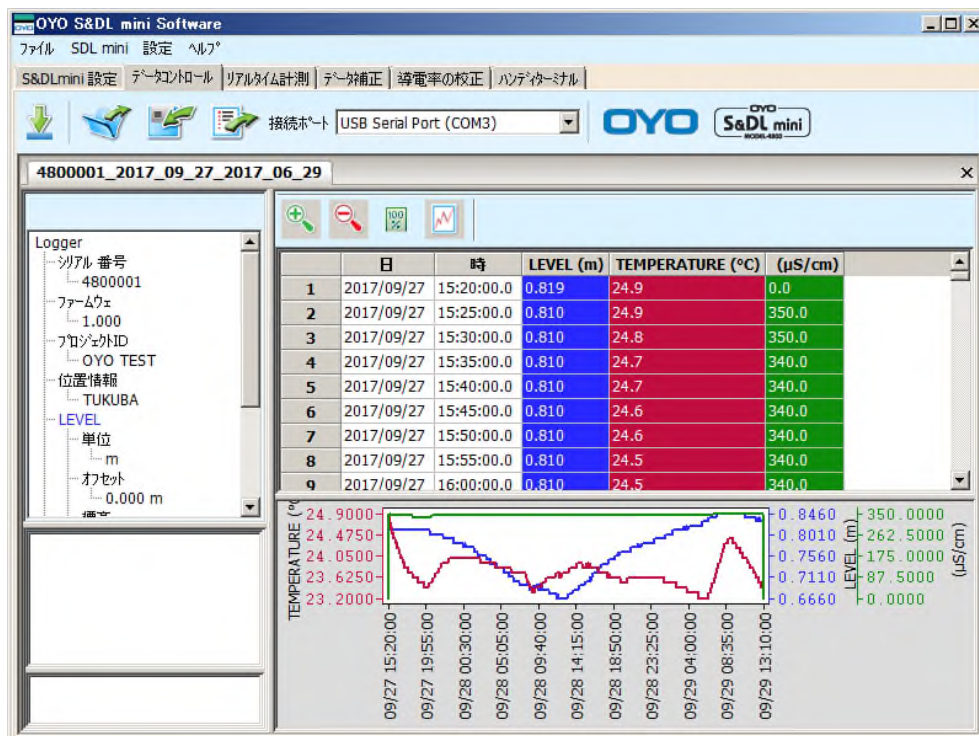 OYO OYO S&DL mini Software
ファイル SDL mini 設定 ヘルプ
S&DLmini 設定 データコントロール リアルタイム計測 データ補正 導電率の校正 ハンディターミナル
接続ポート USB Serial Port (COM3) OYO OYO S&DL mini MODEL-4800
4800001_2017_09_27_2017_06_29
Logger
シリアル 番号
4800001
ファームウェ
1.000
プロジェクトID
OYO TEST
位置情報
TUKUBA
LEVEL
単位
m
オフセット
0.000 m
標高
100 %
日 時 LEVEL (m) TEMPERATURE (°C) (µS/cm)
1 2017/09/27 15:20:00.0 0.819 24.9 0.0
2 2017/09/27 15:25:00.0 0.810 24.9 350.0
3 2017/09/27 15:30:00.0 0.810 24.8 350.0
4 2017/09/27 15:35:00.0 0.810 24.7 340.0
5 2017/09/27 15:40:00.0 0.810 24.7 340.0
6 2017/09/27 15:45:00.0 0.810 24.6 340.0
7 2017/09/27 15:50:00.0 0.810 24.6 340.0
8 2017/09/27 15:55:00.0 0.810 24.5 340.0
9 2017/09/27 16:00:00.0 0.810 24.5 340.0
TEMPERATURE (°C)
24.9000
24.4750
24.0500
23.6250
23.2000
0.8460
0.8010
0.7560
0.7110
0.6660
LEVEL (m)
350.0000
262.5000
175.0000
87.5000
0.0000
(µS/cm)
09/27 15:20:00
09/27 19:55:00
09/28 00:30:00
09/28 05:05:00
09/28 09:40:00
09/28 14:15:00
09/28 18:50:00
09/28 23:25:00
09/29 04:00:00
09/29 08:35:00
09/29 13:10:00